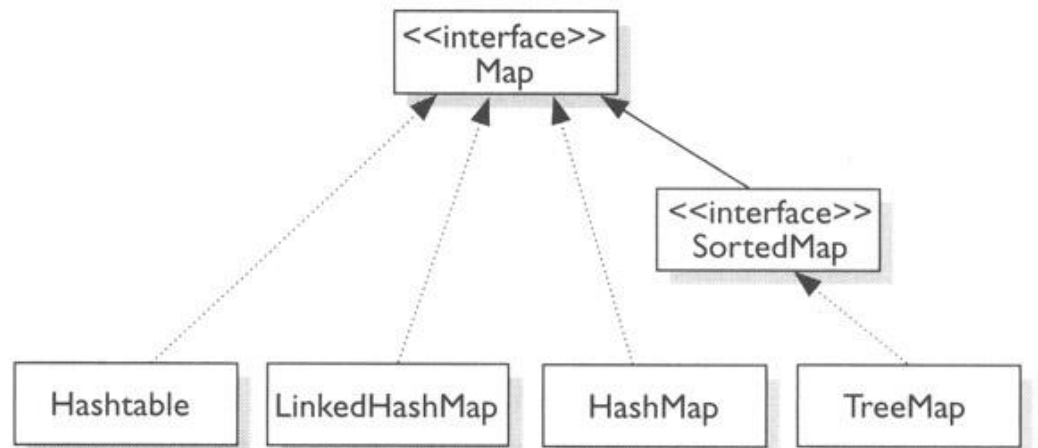 <<interface>>
Map
<<interface>>
SortedMap
Hashtable
LinkedHashMap
HashMap
TreeMap